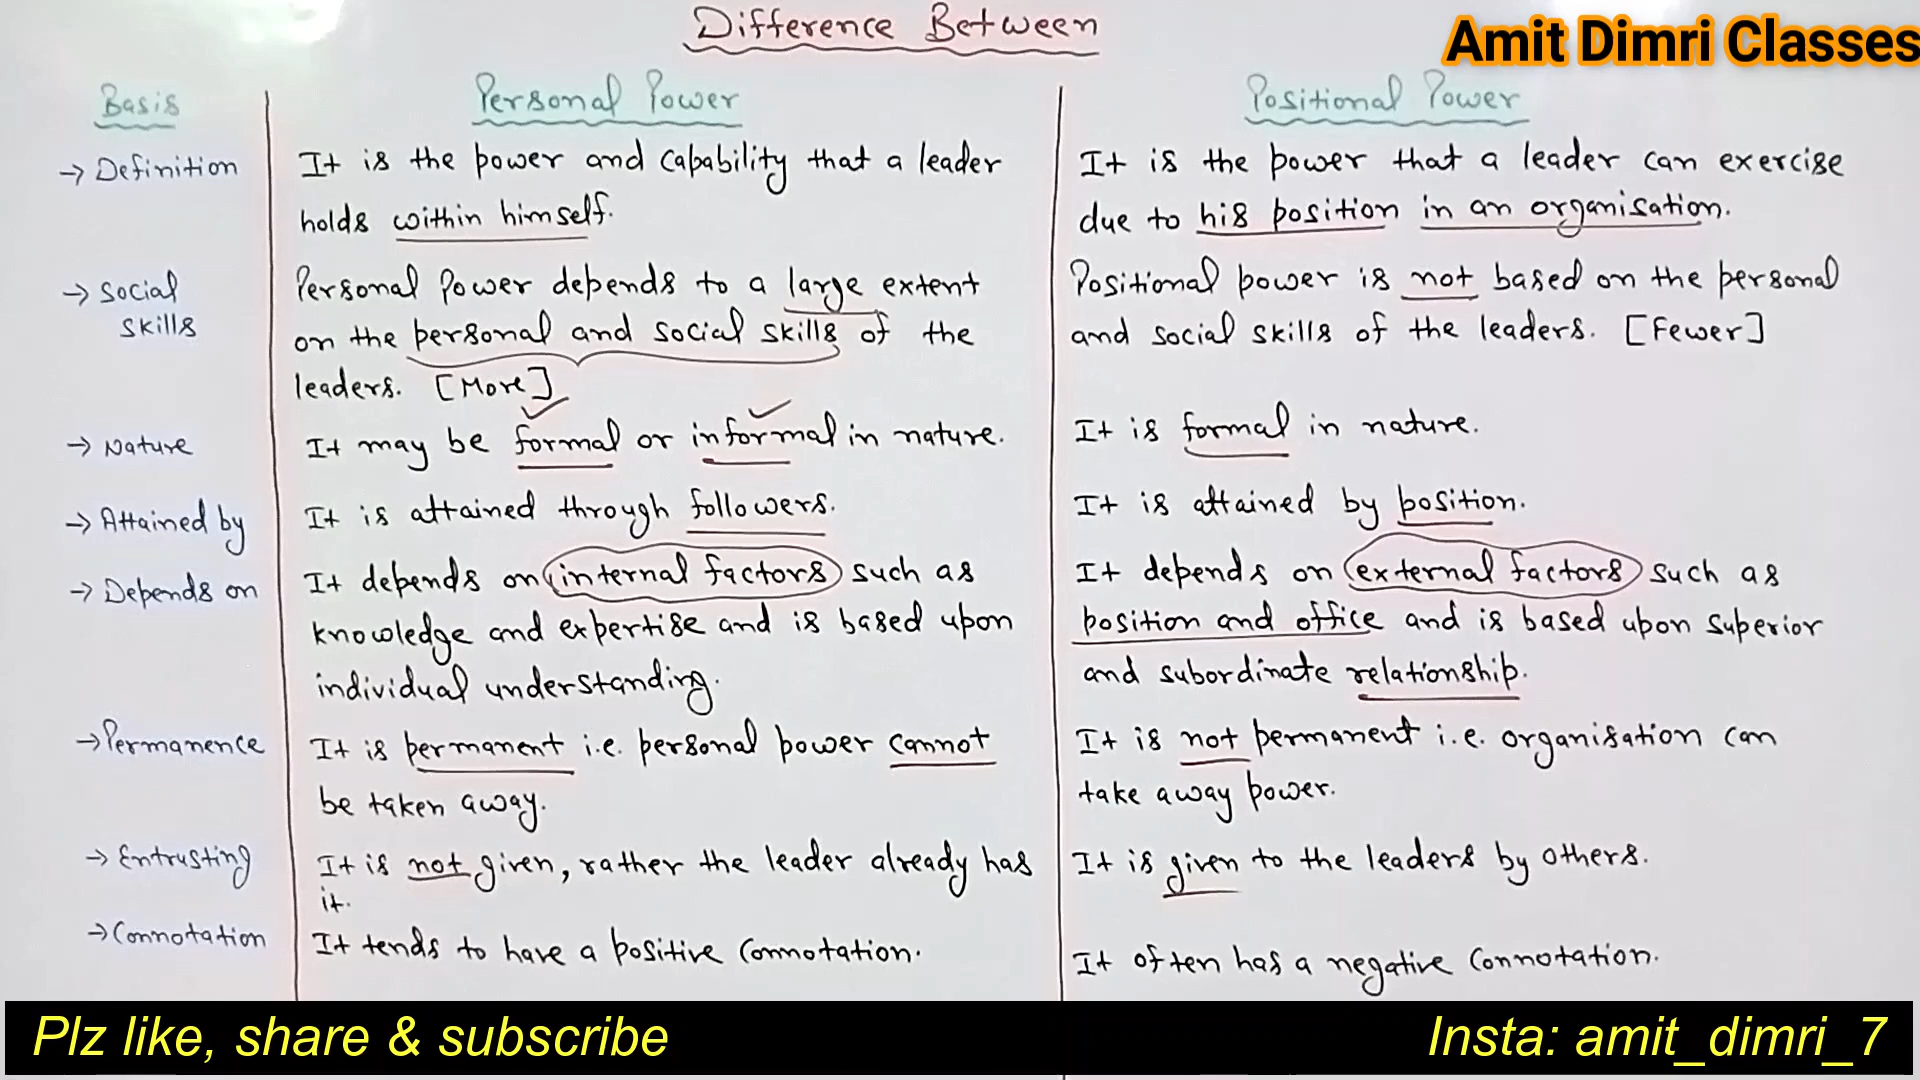 Difference Between
Amit Dimri Classes
Basis
Personal Power
Positional Power
→ Definition
It is the power and capability that a leader
holds within himself.
It is the power that a leader can exercise
due to his position in an organisation.
→ Social
skills
Personal Power depends to a large extent
on the personal and social skills of the
leaders. [More]
Positional power is not based on the personal
and social skills of the leaders. [Fewer]
→ Nature
It may be formal or informal in nature.
It is formal in nature.
→ Attained by
It is attained through followers.
It is attained by position.
→ Depends on
It depends on internal factors such as
knowledge and expertise and is based upon
individual understanding.
It depends on external factors such as
position and office and is based upon superior
and subordinate relationship.
→ Permanence
It is permanent i.e. personal power cannot
be taken away.
It is not permanent i.e. organisation can
take away power.
→ Entrusting
It is not given, rather the leader already has
it.
It is given to the leaders by others.
→ Connotation
It tends to have a positive connotation.
It often has a negative connotation.
Plz like, share & subscribe
Insta: amit_dimri_7